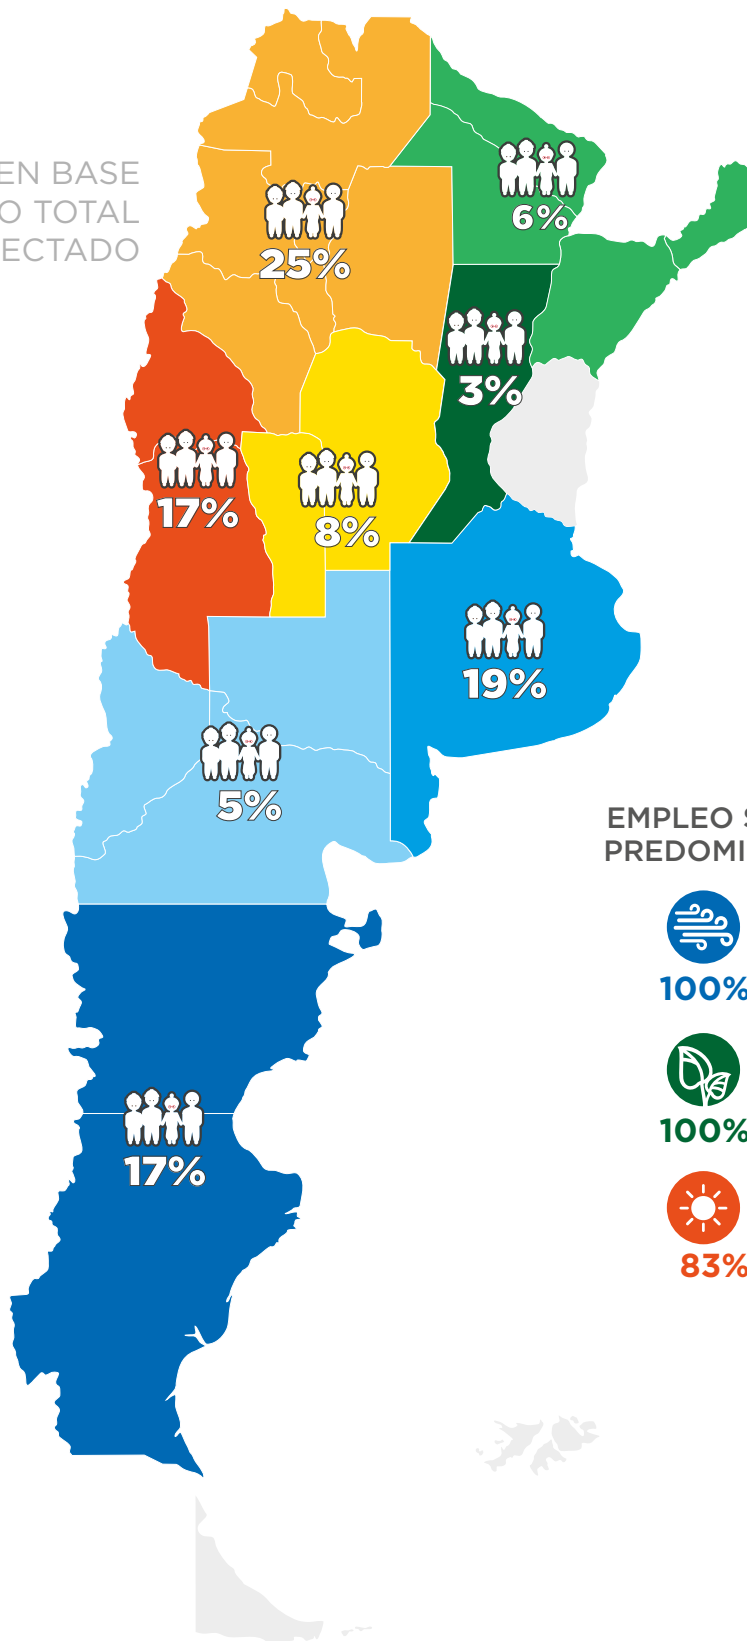 EN BASE
O TOTAL
ECTADO
6%
25%
3%
17%
8%
19%
5%
EMPLEO
PREDOMI
100%
100%
17%
83%